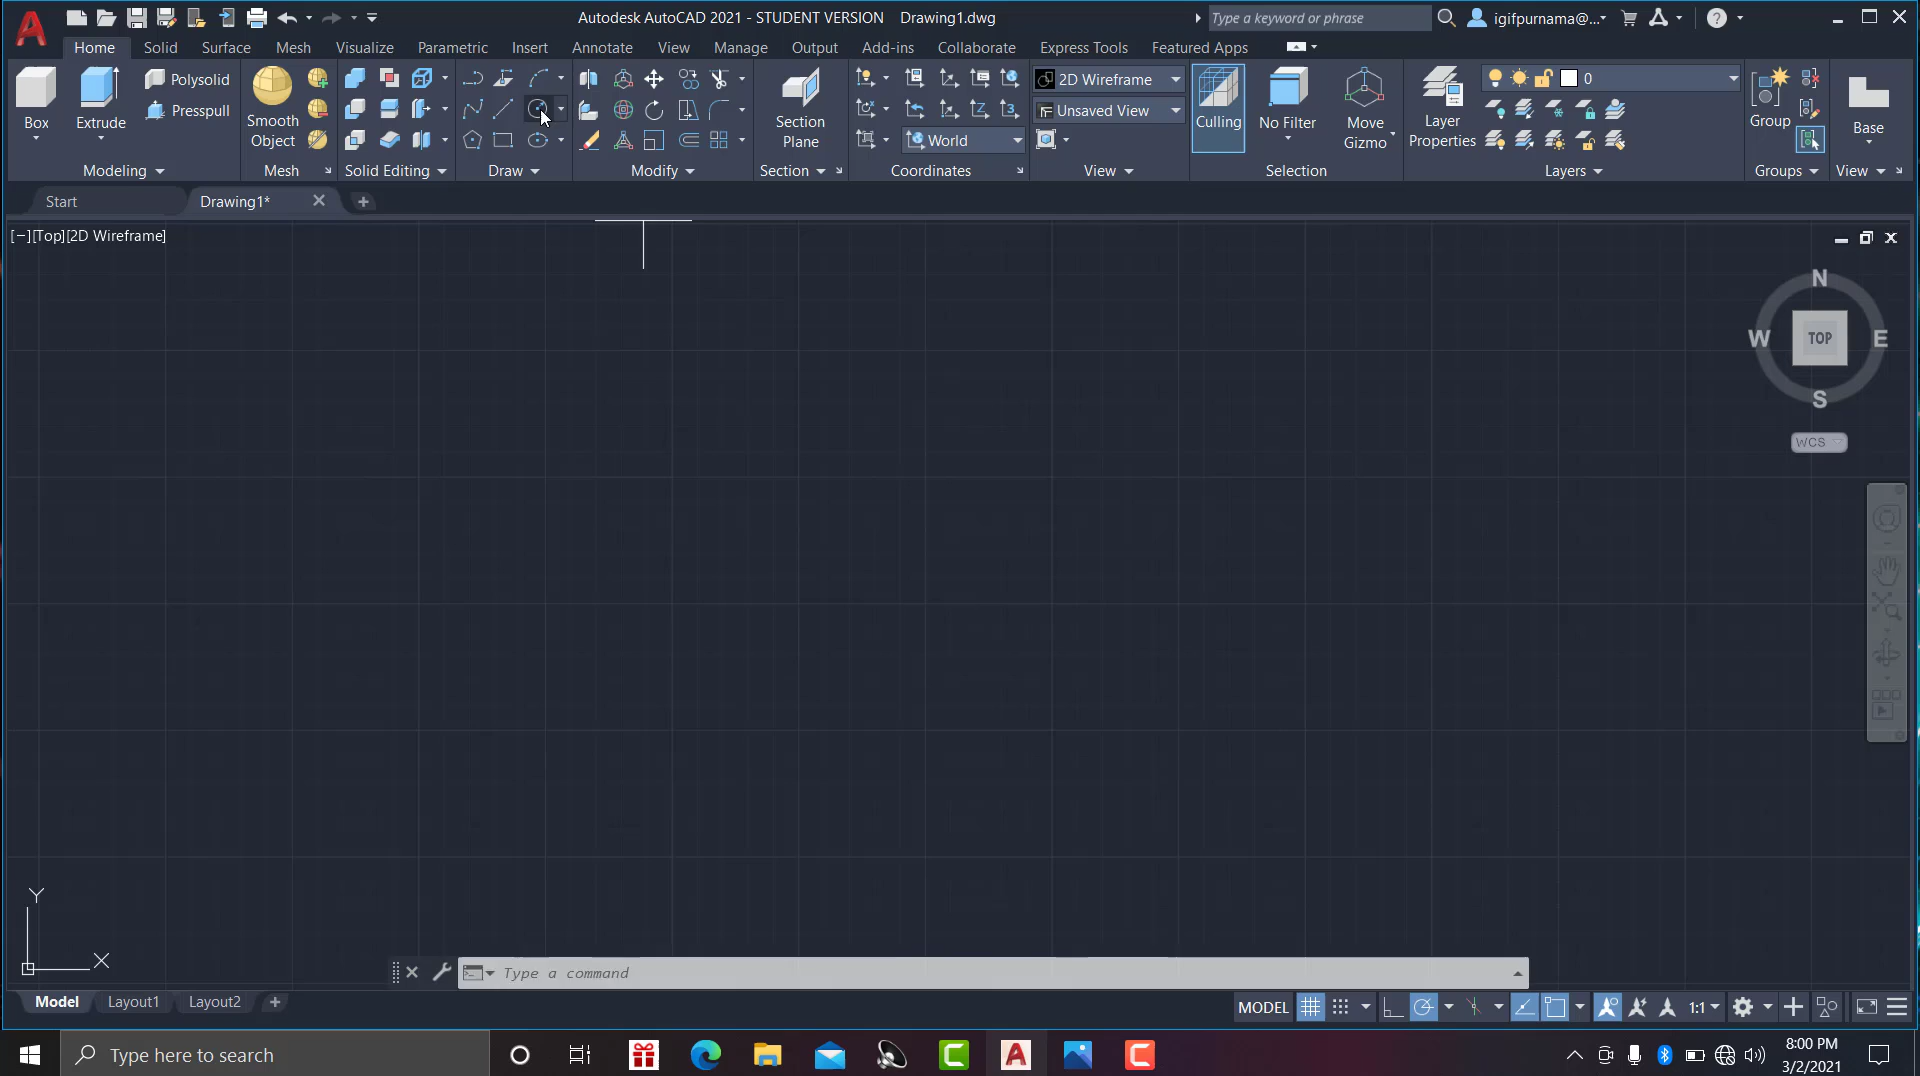 Autodesk AutoCAD 2021 - STUDENT VERSION Drawing1.dwg
Type a keyword or phrase
igifpurnama@...
Home Solid Surface Mesh Visualize Parametric Insert Annotate View Manage Output Add-ins Collaborate Express Tools Featured Apps
Box
Extrude
Polysolid
Presspull
Smooth
Object
Section
Plane
World
2D Wireframe
Unsaved View
Culling
No Filter
Move
Gizmo
Layer
Properties
0
Group
Base
Modeling Mesh Solid Editing Draw Modify Section Coordinates View Selection Layers Groups View
Start Drawing1*
[−][Top][2D Wireframe]
N
W TOP E
S
WCS
Y
X
Type a command
Model Layout1 Layout2
MODEL 1:1
Type here to search
8:00 PM
3/2/2021